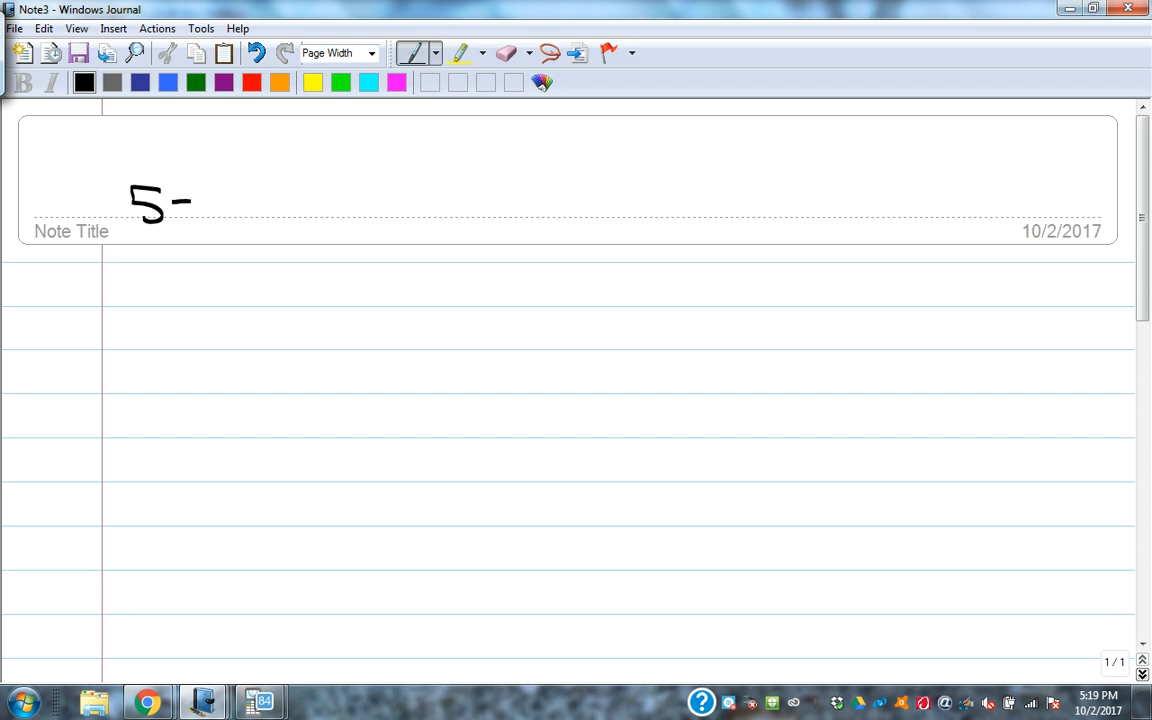 Note3 - Windows Journal
File Edit View Insert Actions Tools Help
Page Width
B I
5-
Note Title 10/2/2017
1 / 1
84
5:19 PM
10/2/2017